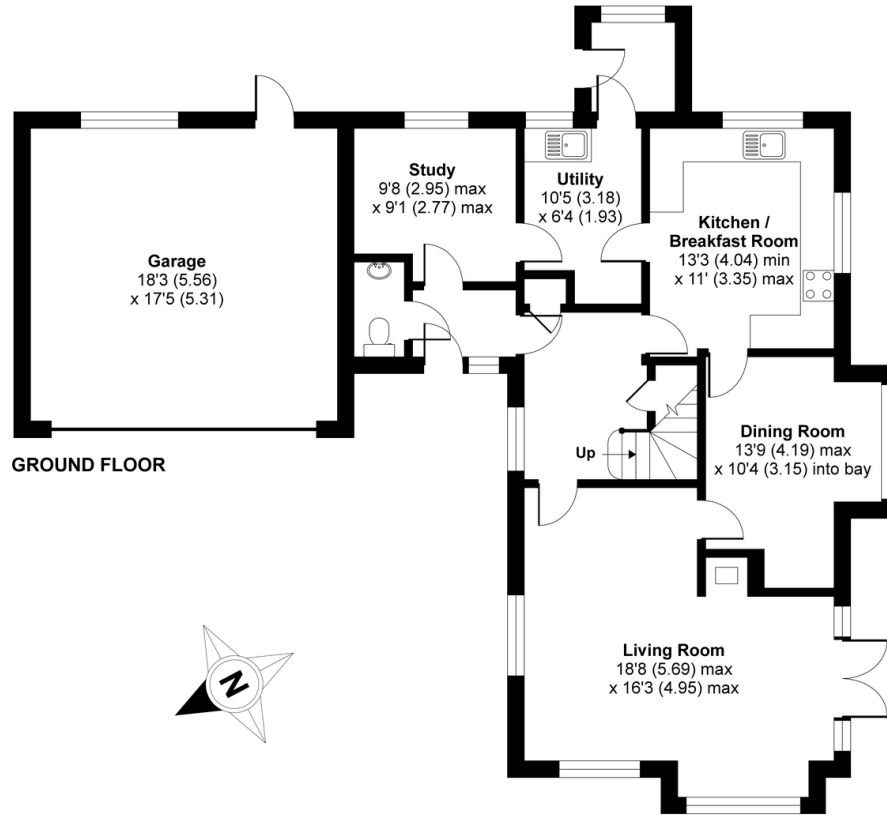 Study
9'8 (2.95) max
x 9'1 (2.77) max
Utility
10'5 (3.18)
x 6'4 (1.93)
Kitchen /
Breakfast Room
13'3 (4.04) min
x 11' (3.35) max
Garage
18'3 (5.56)
x 17'5 (5.31)
Dining Room
13'9 (4.19) max
x 10'4 (3.15) into bay
Up
GROUND FLOOR
Living Room
18'8 (5.69) max
x 16'3 (4.95) max
N